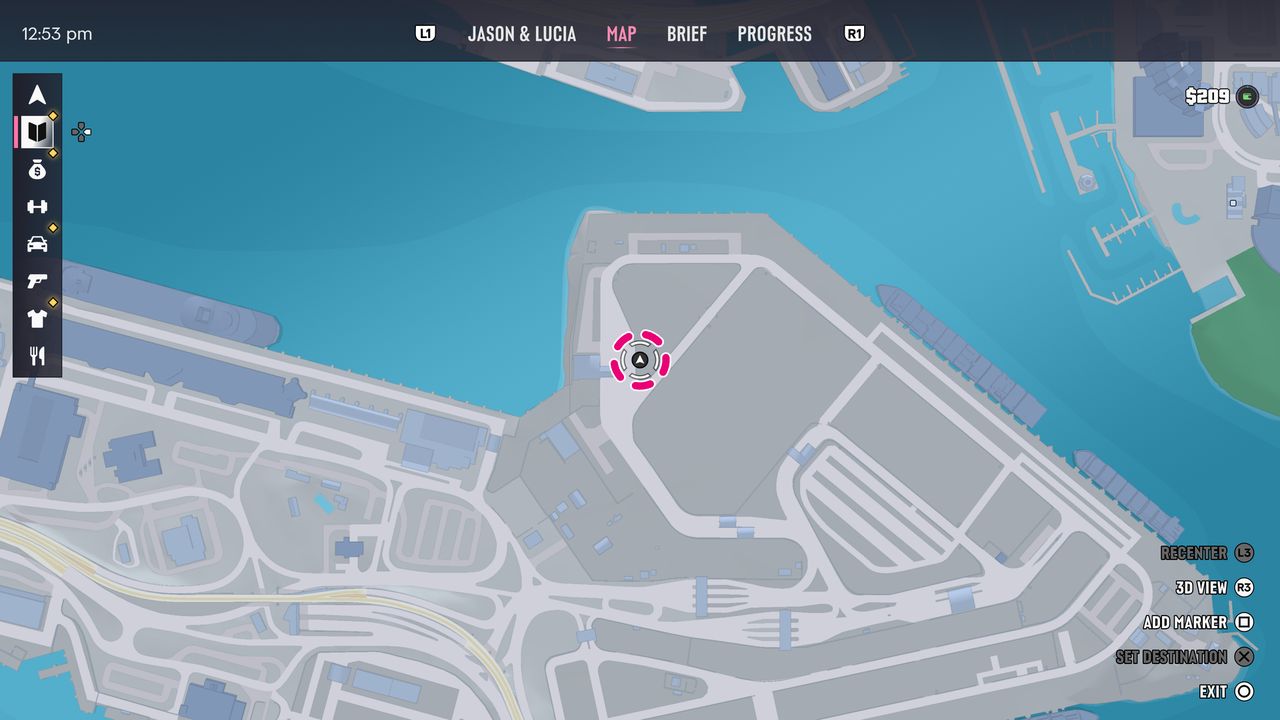 12:53 pm
L1 JASON & LUCIA MAP BRIEF PROGRESS R1
$209
RECENTER L3
3D VIEW R3
ADD MARKER
SET DESTINATION
EXIT